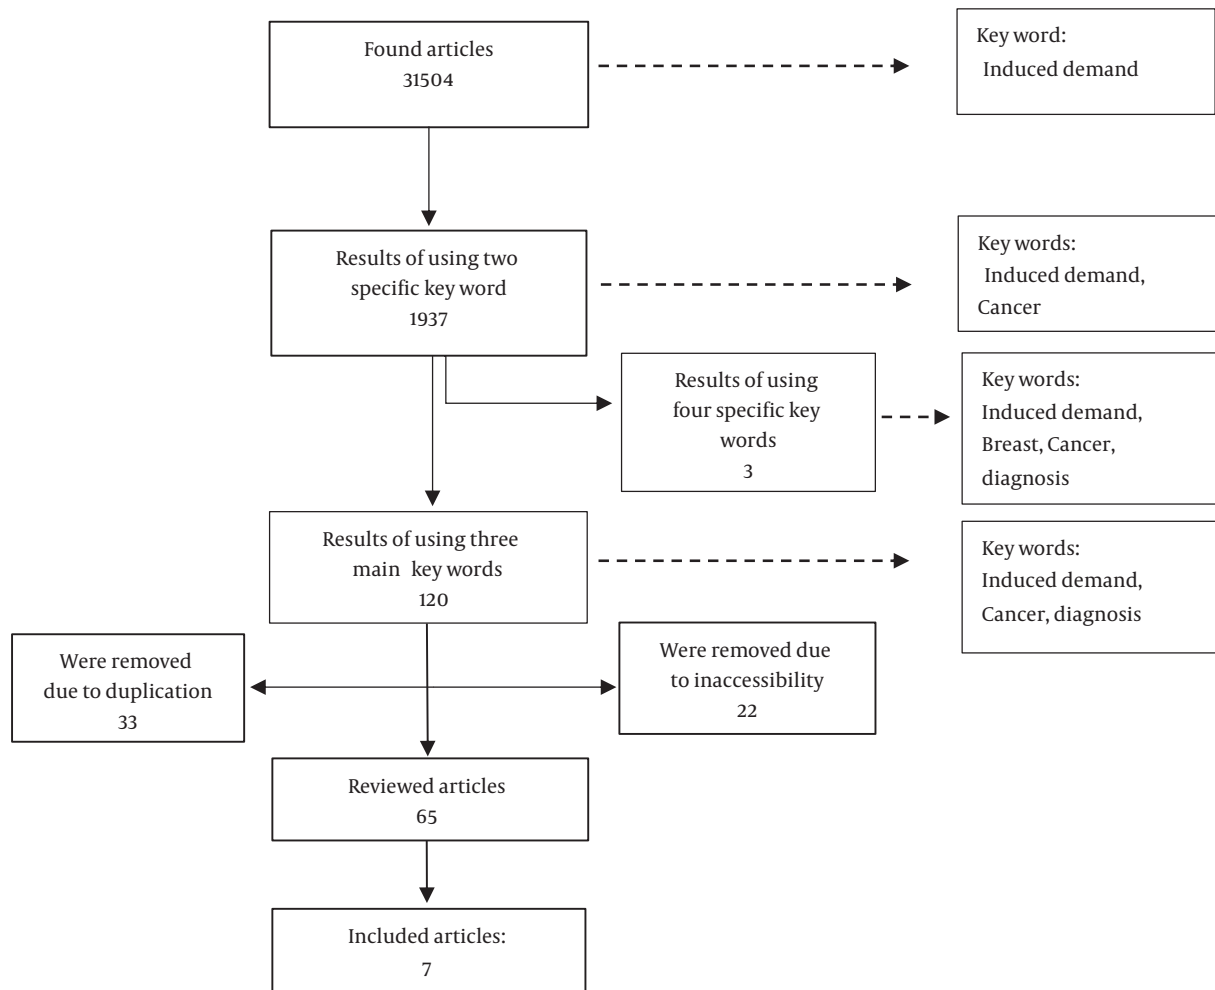 Found articles
31504
Key word:
Induced demand
Results of using two
specific key word
1937
Key words:
Induced demand,
Cancer
Results of using
four specific key
words
3
Key words:
Induced demand,
Breast, Cancer,
diagnosis
Results of using three
main key words
120
Key words:
Induced demand,
Cancer, diagnosis
Were removed
due to duplication
33
Were removed due
to inaccessibility
22
Reviewed articles
65
Included articles:
7